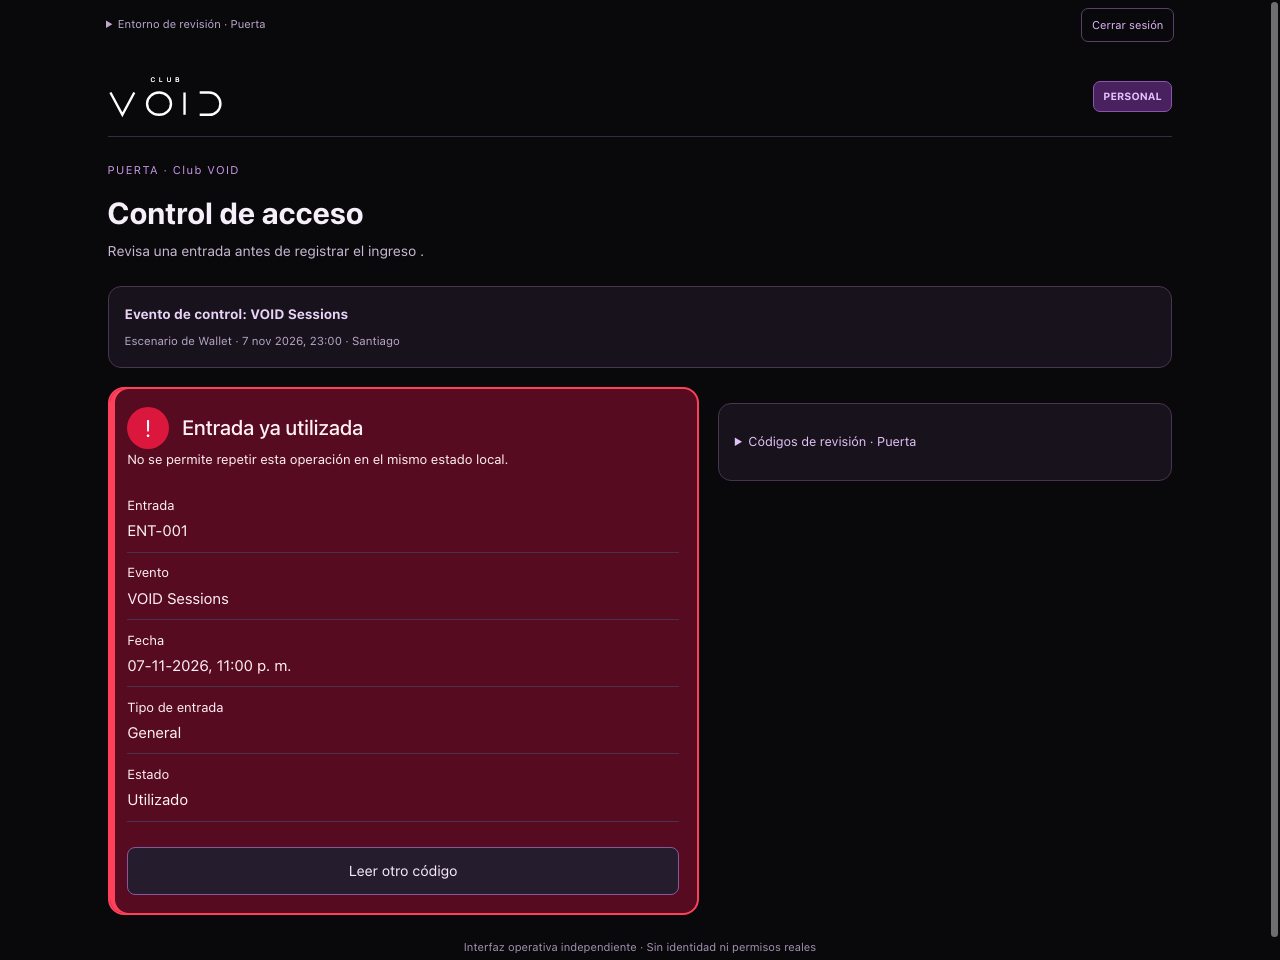 Entorno de revisión · Puerta
Cerrar sesión
CLUB
VOID
PERSONAL
PUERTA · Club VOID
Control de acceso
Revisa una entrada antes de registrar el ingreso .
Evento de control: VOID Sessions
Escenario de Wallet · 7 nov 2026, 23:00 · Santiago
!
Entrada ya utilizada
No se permite repetir esta operación en el mismo estado local.
Entrada
ENT-001
Evento
VOID Sessions
Fecha
07-11-2026, 11:00 p. m.
Tipo de entrada
General
Estado
Utilizado
Leer otro código
Códigos de revisión · Puerta
Interfaz operativa independiente · Sin identidad ni permisos reales